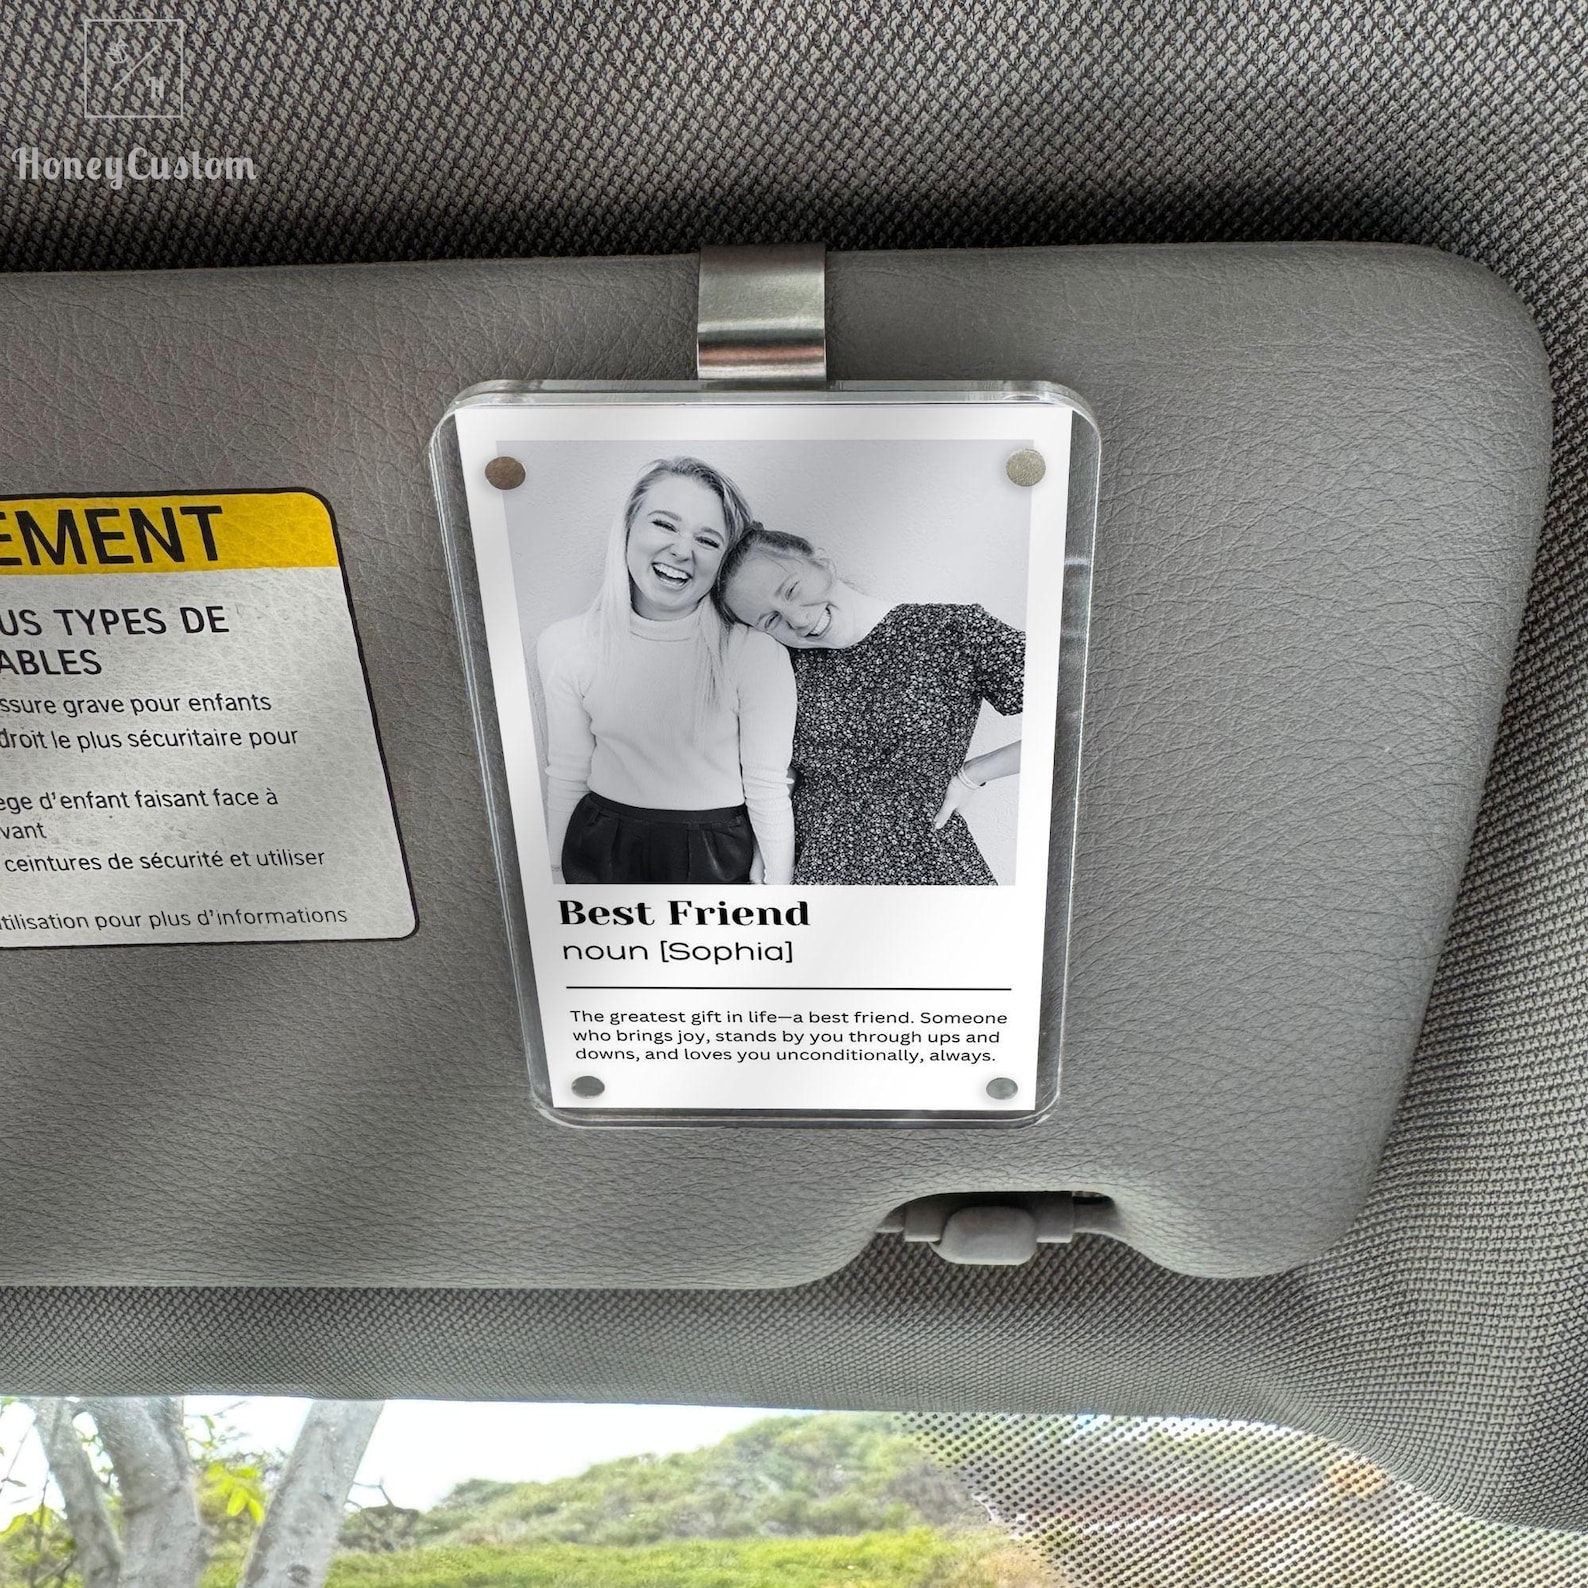 HoneyCustom
EMENT
US TYPES DE
ABLES
ssure grave pour enfants
droit le plus sécuritaire pour
ège d'enfant faisant face à
vant
ceintures de sécurité et utiliser
tilisation pour plus d'informations
Best Friend
noun [Sophia]
The greatest gift in life—a best friend. Someone
who brings joy, stands by you through ups and
downs, and loves you unconditionally, always.